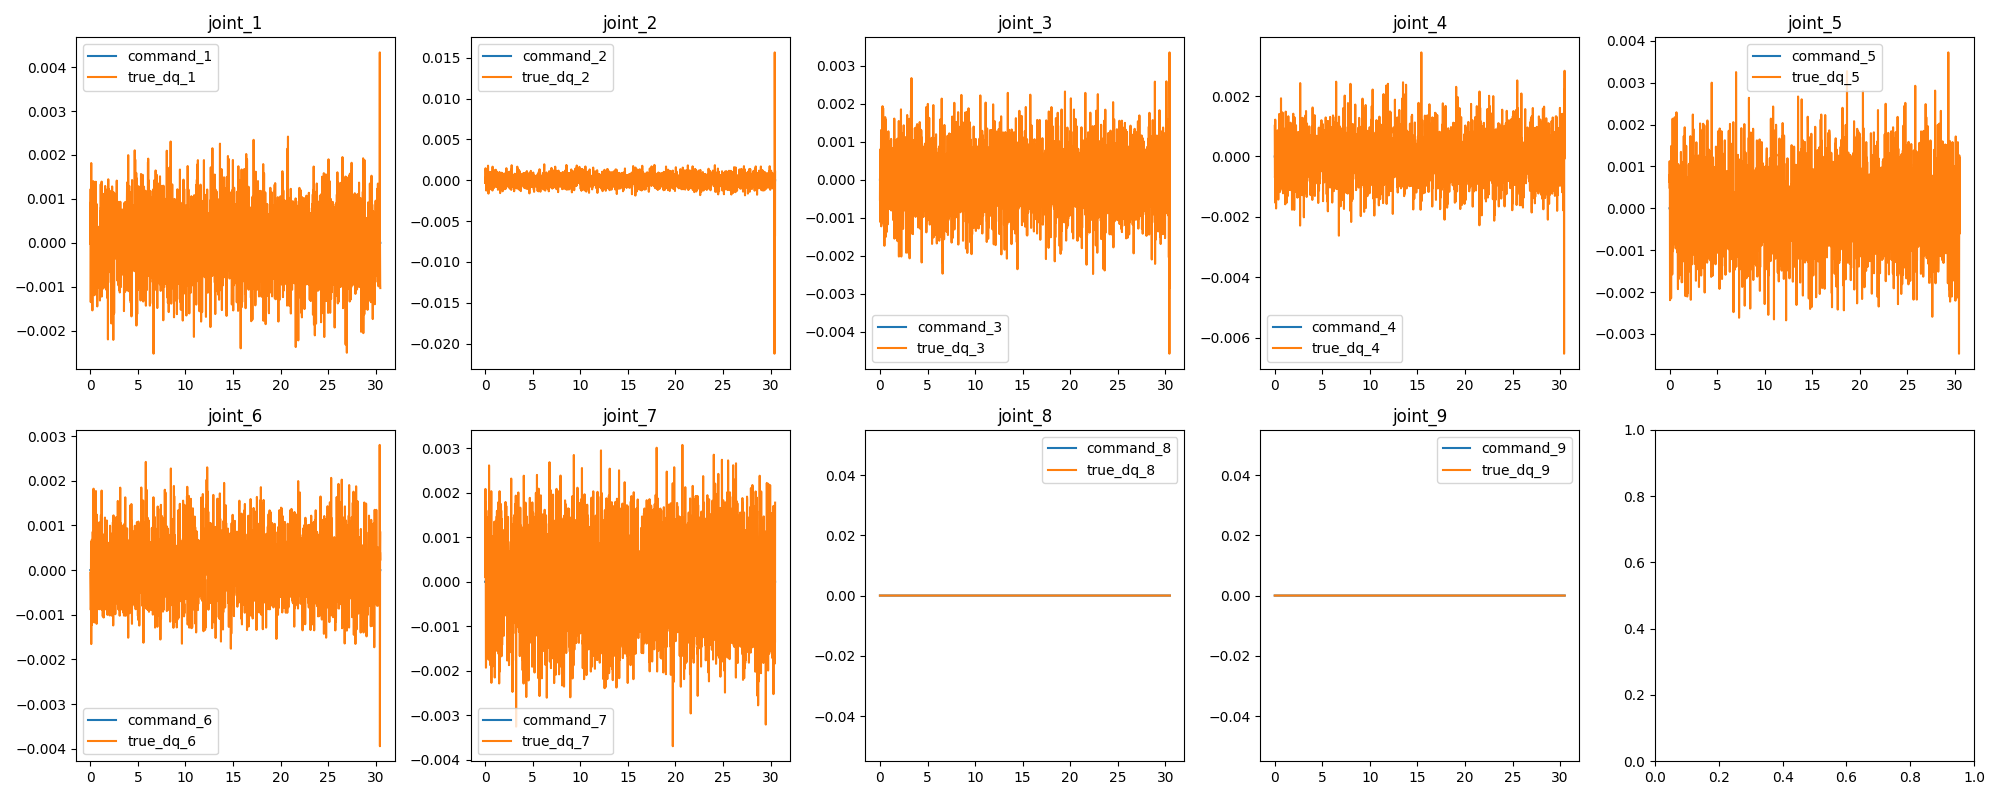 joint_1
command_1
true_dq_1
0.004
0.003
0.002
0.001
0.000
−0.001
−0.002
0 5 10 15 20 25 30
joint_2
command_2
true_dq_2
0.015
0.010
0.005
0.000
−0.005
−0.010
−0.015
−0.020
0 5 10 15 20 25 30
joint_3
0.003
0.002
0.001
0.000
−0.001
−0.002
−0.003
−0.004
command_3
true_dq_3
0 5 10 15 20 25 30
joint_4
0.002
0.000
−0.002
−0.004
−0.006
command_4
true_dq_4
0 5 10 15 20 25 30
joint_5
command_5
true_dq_5
0.004
0.003
0.002
0.001
0.000
−0.001
−0.002
−0.003
0 5 10 15 20 25 30
joint_6
0.003
0.002
0.001
0.000
−0.001
−0.002
−0.003
−0.004
command_6
true_dq_6
0 5 10 15 20 25 30
joint_7
0.003
0.002
0.001
0.000
−0.001
−0.002
−0.003
−0.004
command_7
true_dq_7
0 5 10 15 20 25 30
joint_8
command_8
true_dq_8
0.04
0.02
0.00
−0.02
−0.04
0 5 10 15 20 25 30
joint_9
command_9
true_dq_9
0.04
0.02
0.00
−0.02
−0.04
0 5 10 15 20 25 30
1.0
0.8
0.6
0.4
0.2
0.0
0.0 0.2 0.4 0.6 0.8 1.0